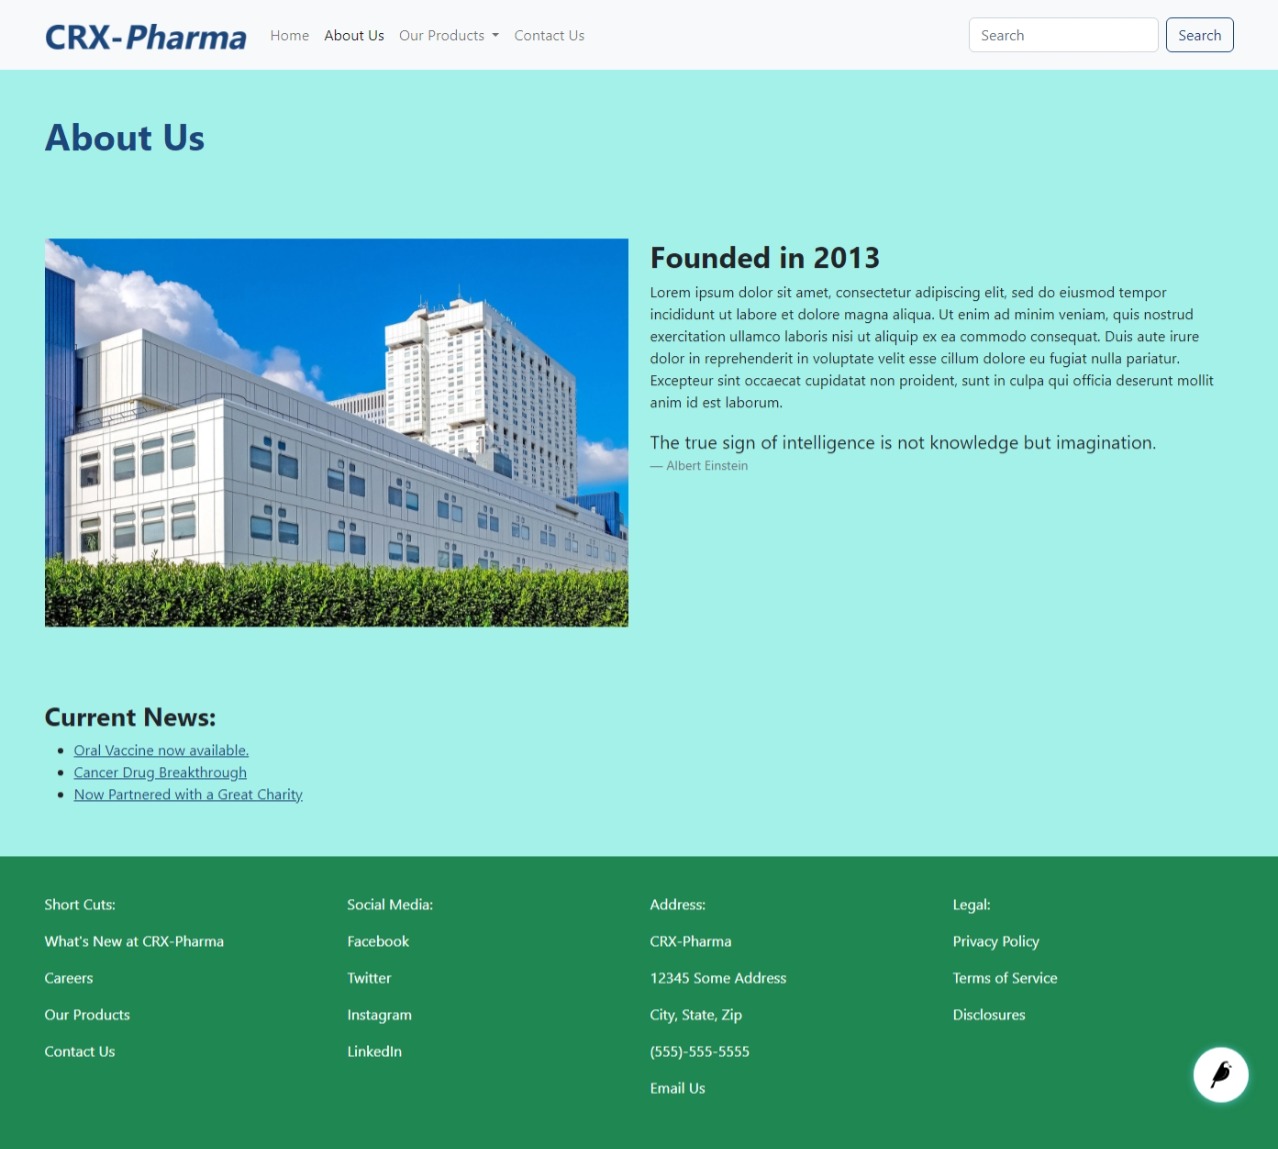 CRX-Pharma
Home About Us Our Products Contact Us
Search Search
About Us
Founded in 2013
Lorem ipsum dolor sit amet, consectetur adipiscing elit, sed do eiusmod tempor
incididunt ut labore et dolore magna aliqua. Ut enim ad minim veniam, quis nostrud
exercitation ullamco laboris nisi ut aliquip ex ea commodo consequat. Duis aute irure
dolor in reprehenderit in voluptate velit esse cillum dolore eu fugiat nulla pariatur.
Excepteur sint occaecat cupidatat non proident, sunt in culpa qui officia deserunt mollit
anim id est laborum.
The true sign of intelligence is not knowledge but imagination.
— Albert Einstein
Current News:
Oral Vaccine now available.
Cancer Drug Breakthrough
Now Partnered with a Great Charity
Short Cuts:
What's New at CRX-Pharma
Careers
Our Products
Contact Us
Social Media:
Facebook
Twitter
Instagram
LinkedIn
Address:
CRX-Pharma
12345 Some Address
City, State, Zip
(555)-555-5555
Email Us
Legal:
Privacy Policy
Terms of Service
Disclosures